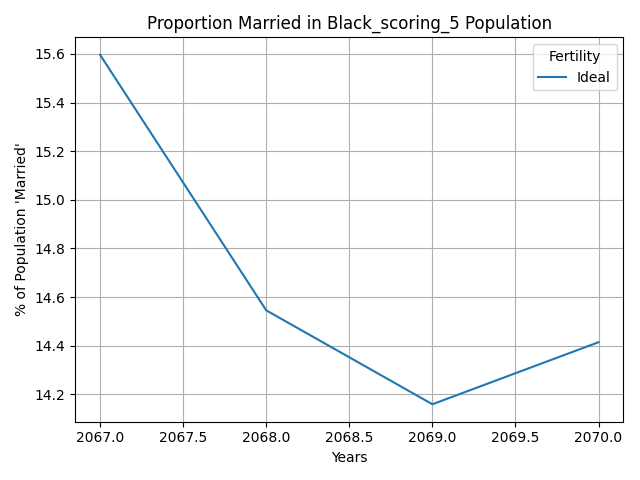 Proportion Married in Black_scoring_5 Population
Fertility
Ideal
% of Population 'Married'
15.6
15.4
15.2
15.0
14.8
14.6
14.4
14.2
2067.0 2067.5 2068.0 2068.5 2069.0 2069.5 2070.0
Years